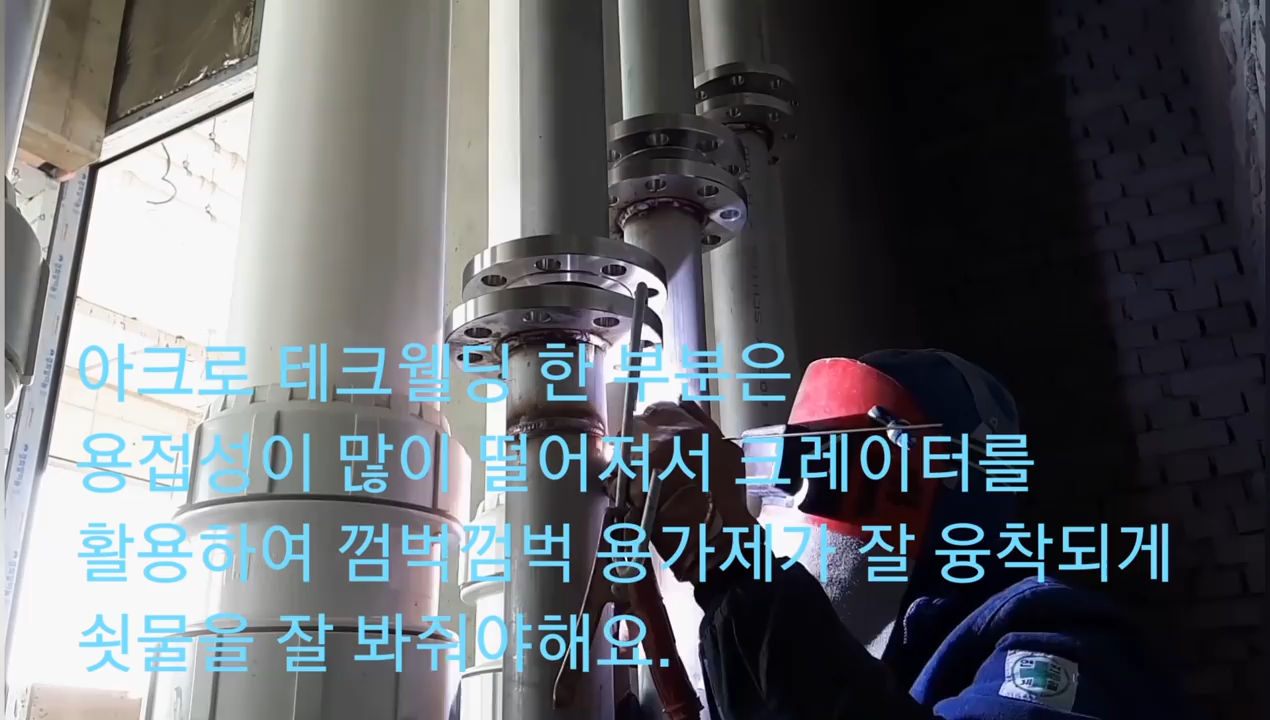 아크로 테크웰딩 한 부분은
용접성이 많이 떨어져서 크레이터를
활용하여 껌벅껌벅 용가제가 잘 융착되게
쇳물을 잘 봐줘야해요.
SCH